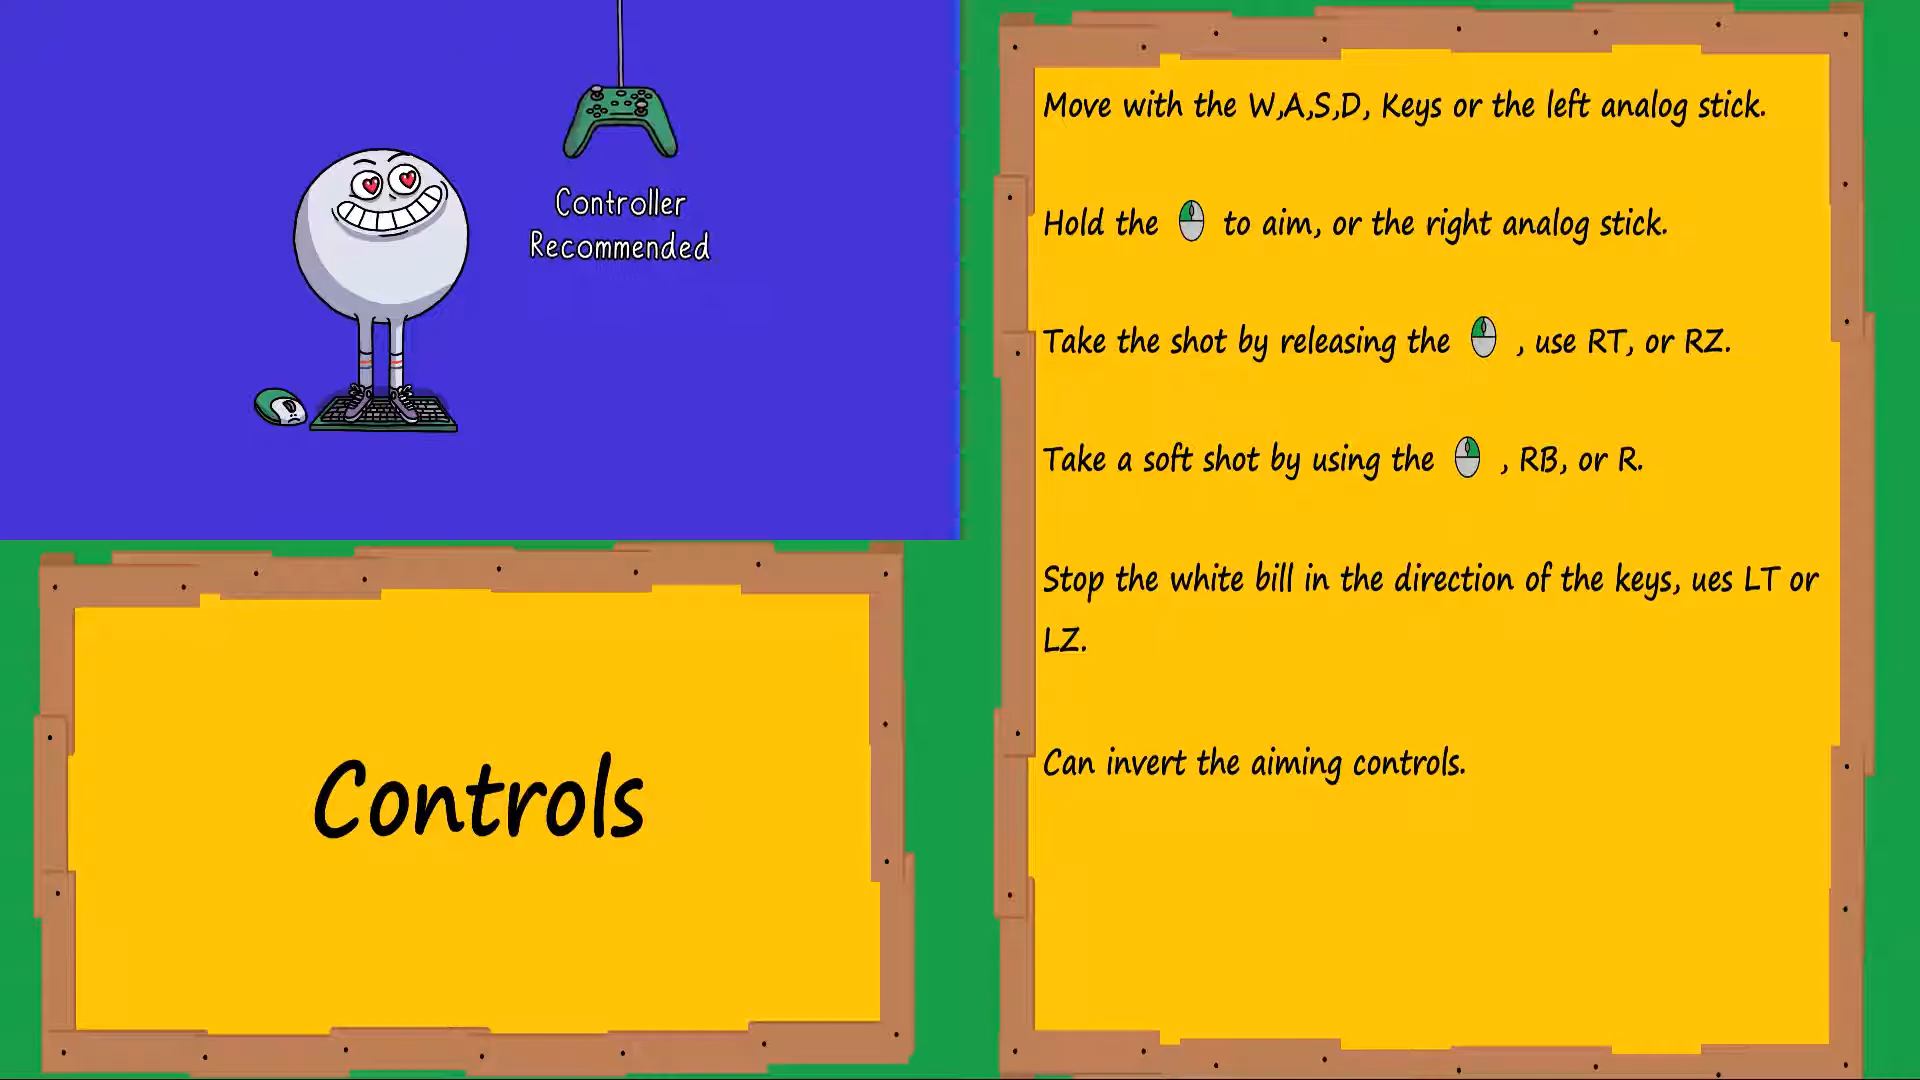 Controller
Recommended
Controls
Move with the W,A,S,D, Keys or the left analog stick.
Hold the to aim, or the right analog stick.
Take the shot by releasing the , use RT, or RZ.
Take a soft shot by using the , RB, or R.
Stop the white bill in the direction of the keys, ues LT or
LZ.
Can invert the aiming controls.